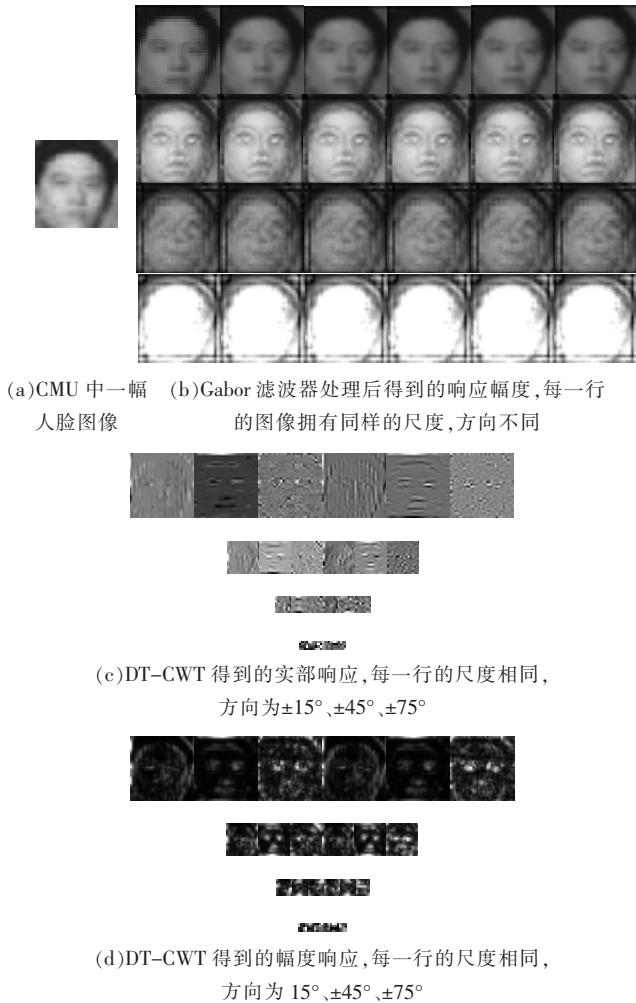 (a)CMU 中一幅 (b)Gabor 滤波器处理后得到的响应幅度,每一行
人脸图像 的图像拥有同样的尺度,方向不同
(c)DT-CWT 得到的实部响应,每一行的尺度相同,
方向为±15°、±45°、±75°
(d)DT-CWT 得到的幅度响应,每一行的尺度相同,
方向为 15°、±45°、±75°